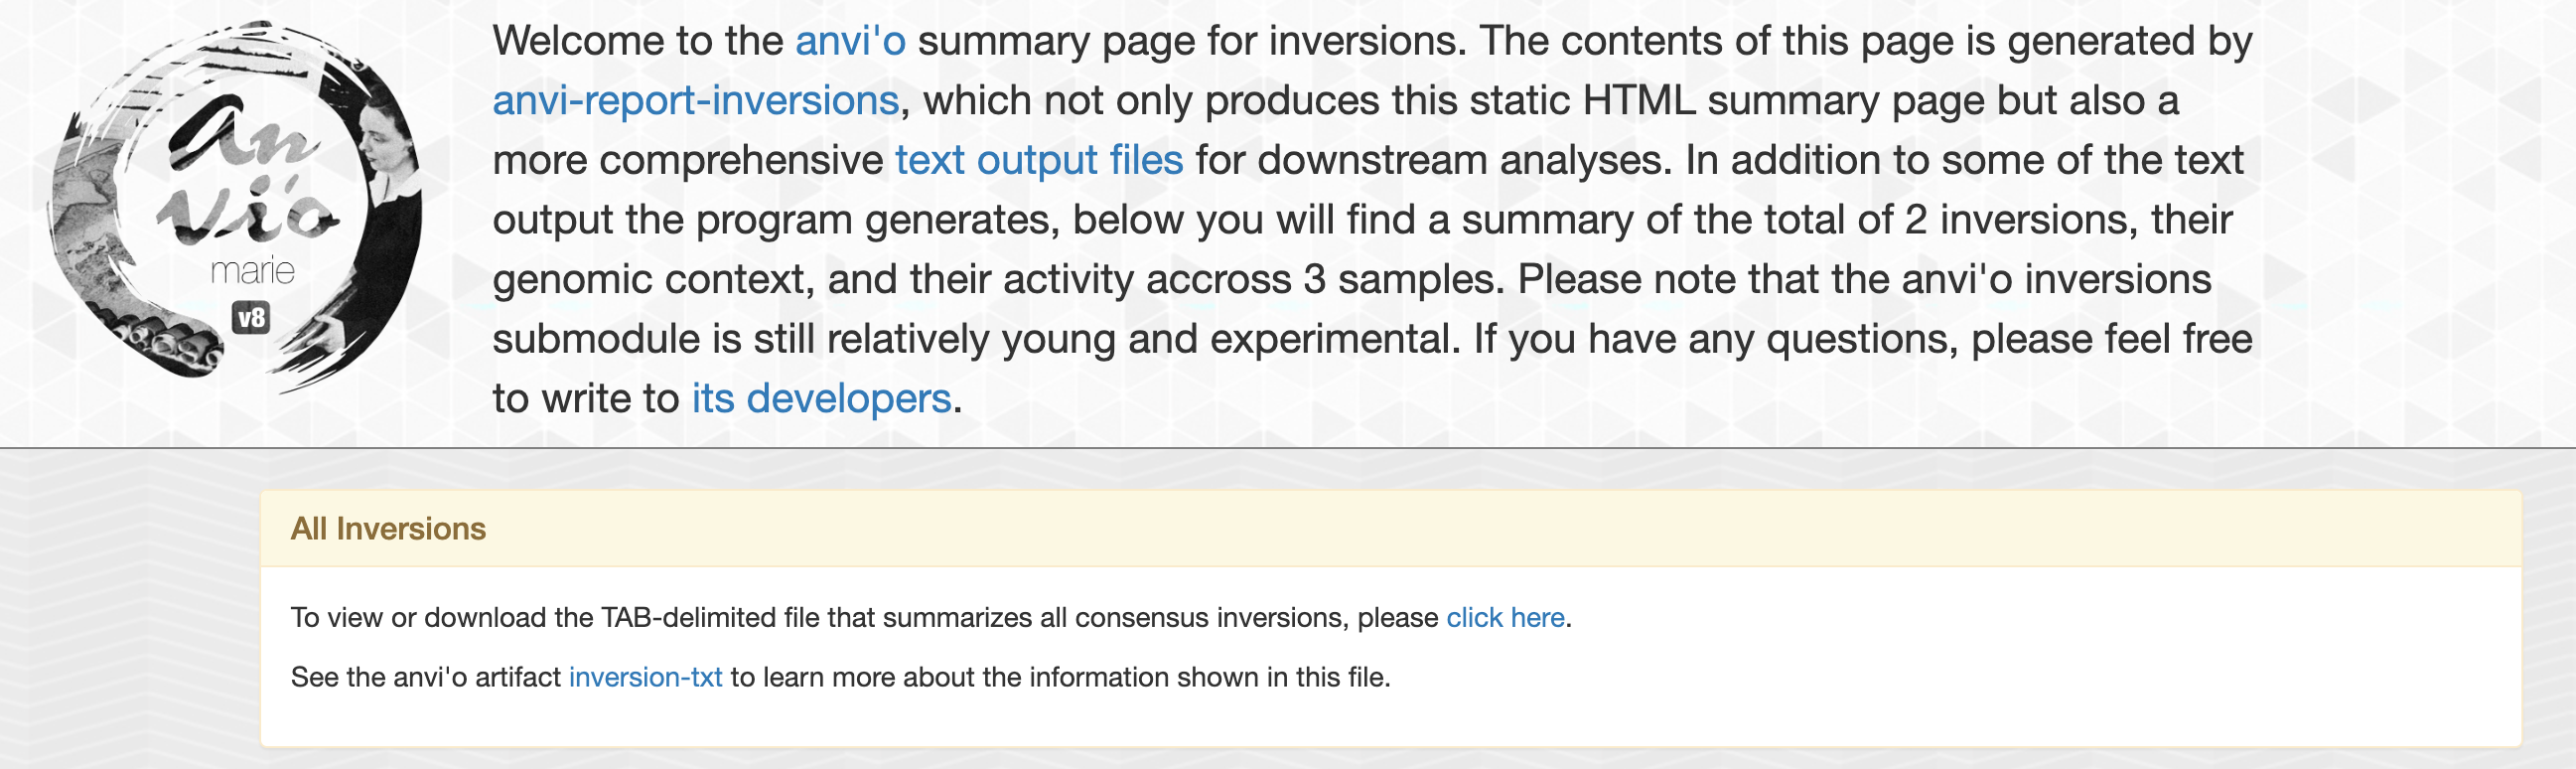 an
vi'o
marie
v8
Welcome to the anvi'o summary page for inversions. The contents of this page is generated by
anvi-report-inversions, which not only produces this static HTML summary page but also a
more comprehensive text output files for downstream analyses. In addition to some of the text
output the program generates, below you will find a summary of the total of 2 inversions, their
genomic context, and their activity accross 3 samples. Please note that the anvi'o inversions
submodule is still relatively young and experimental. If you have any questions, please feel free
to write to its developers.
All Inversions
To view or download the TAB-delimited file that summarizes all consensus inversions, please click here.
See the anvi'o artifact inversion-txt to learn more about the information shown in this file.